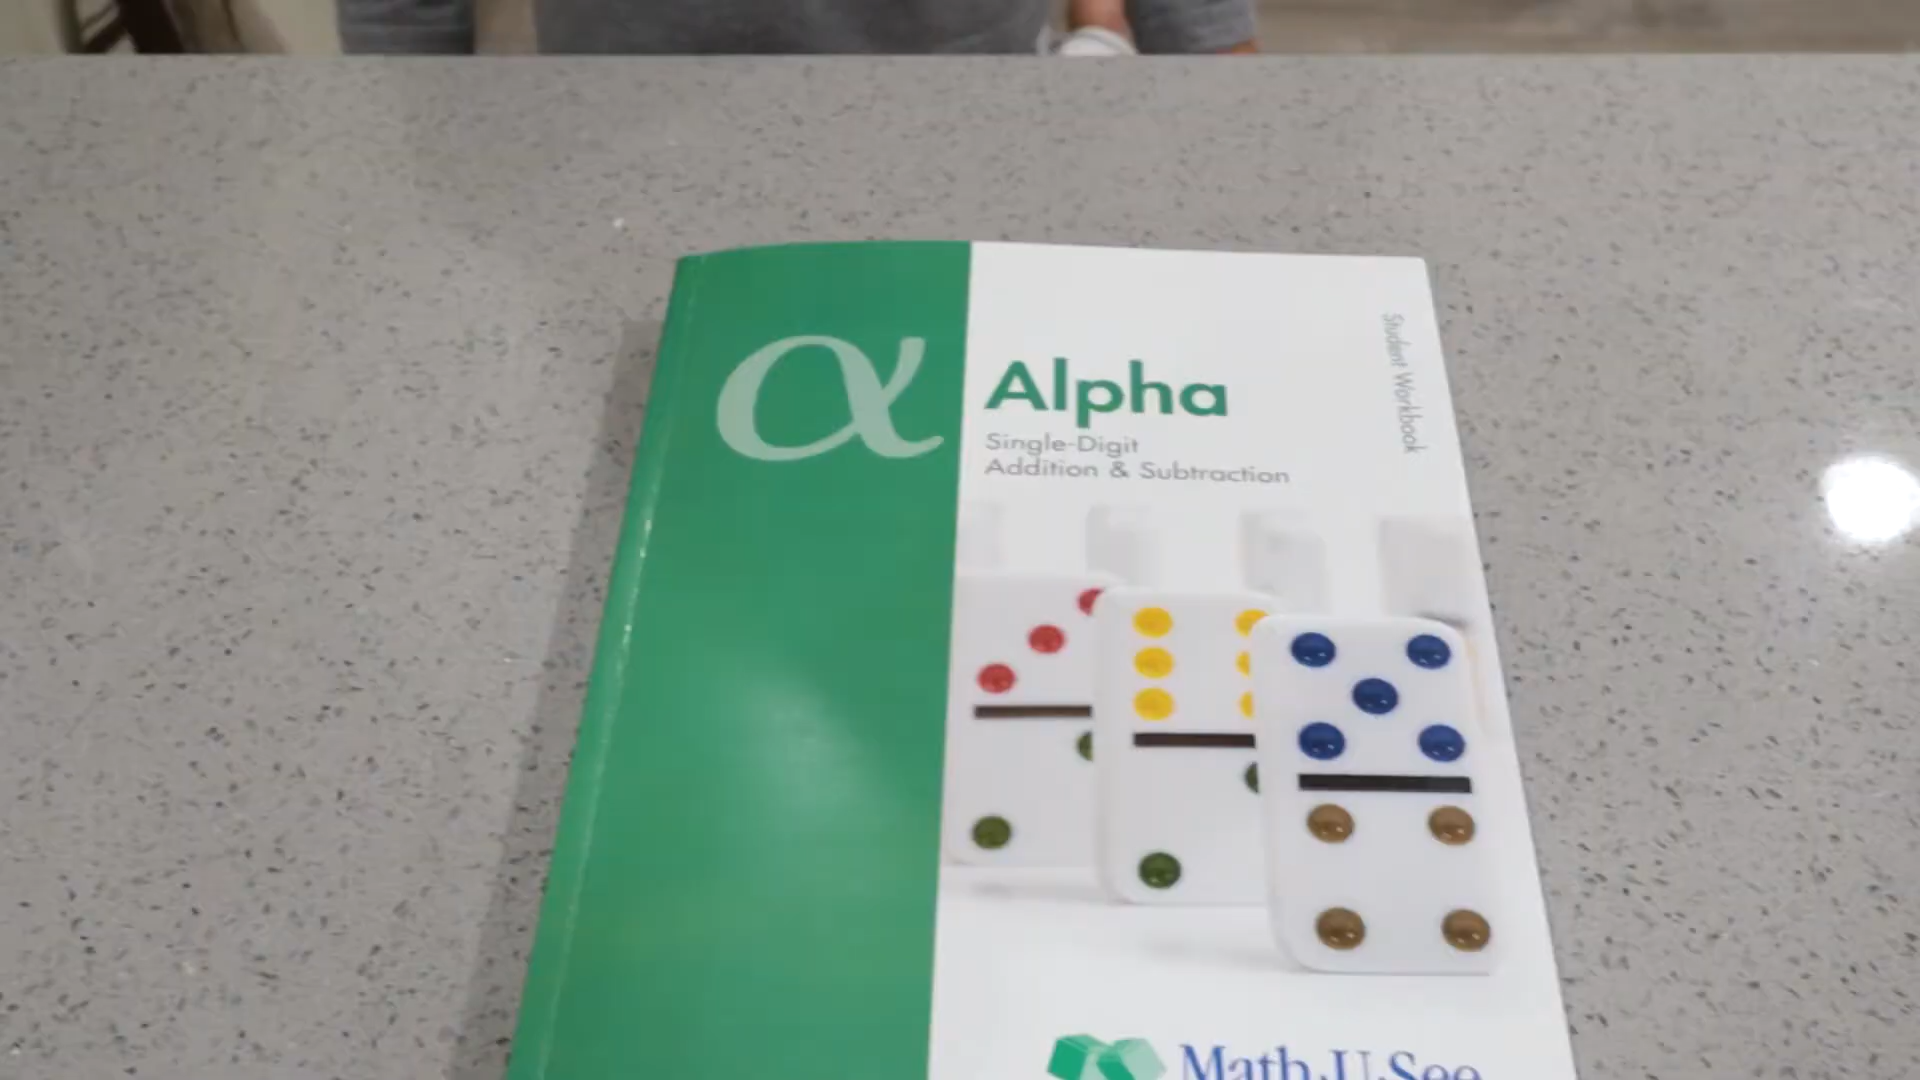 α
Alpha
Single-Digit
Addition & Subtraction
Student Workbook
Math-U-See